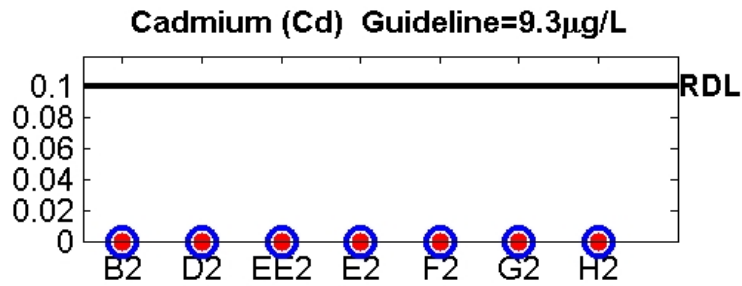 Cadmium (Cd)  Guideline=9.3µg/L
0.1
RDL
0.08
0.06
0.04
0.02
0
B2 D2 EE2 E2 F2 G2 H2